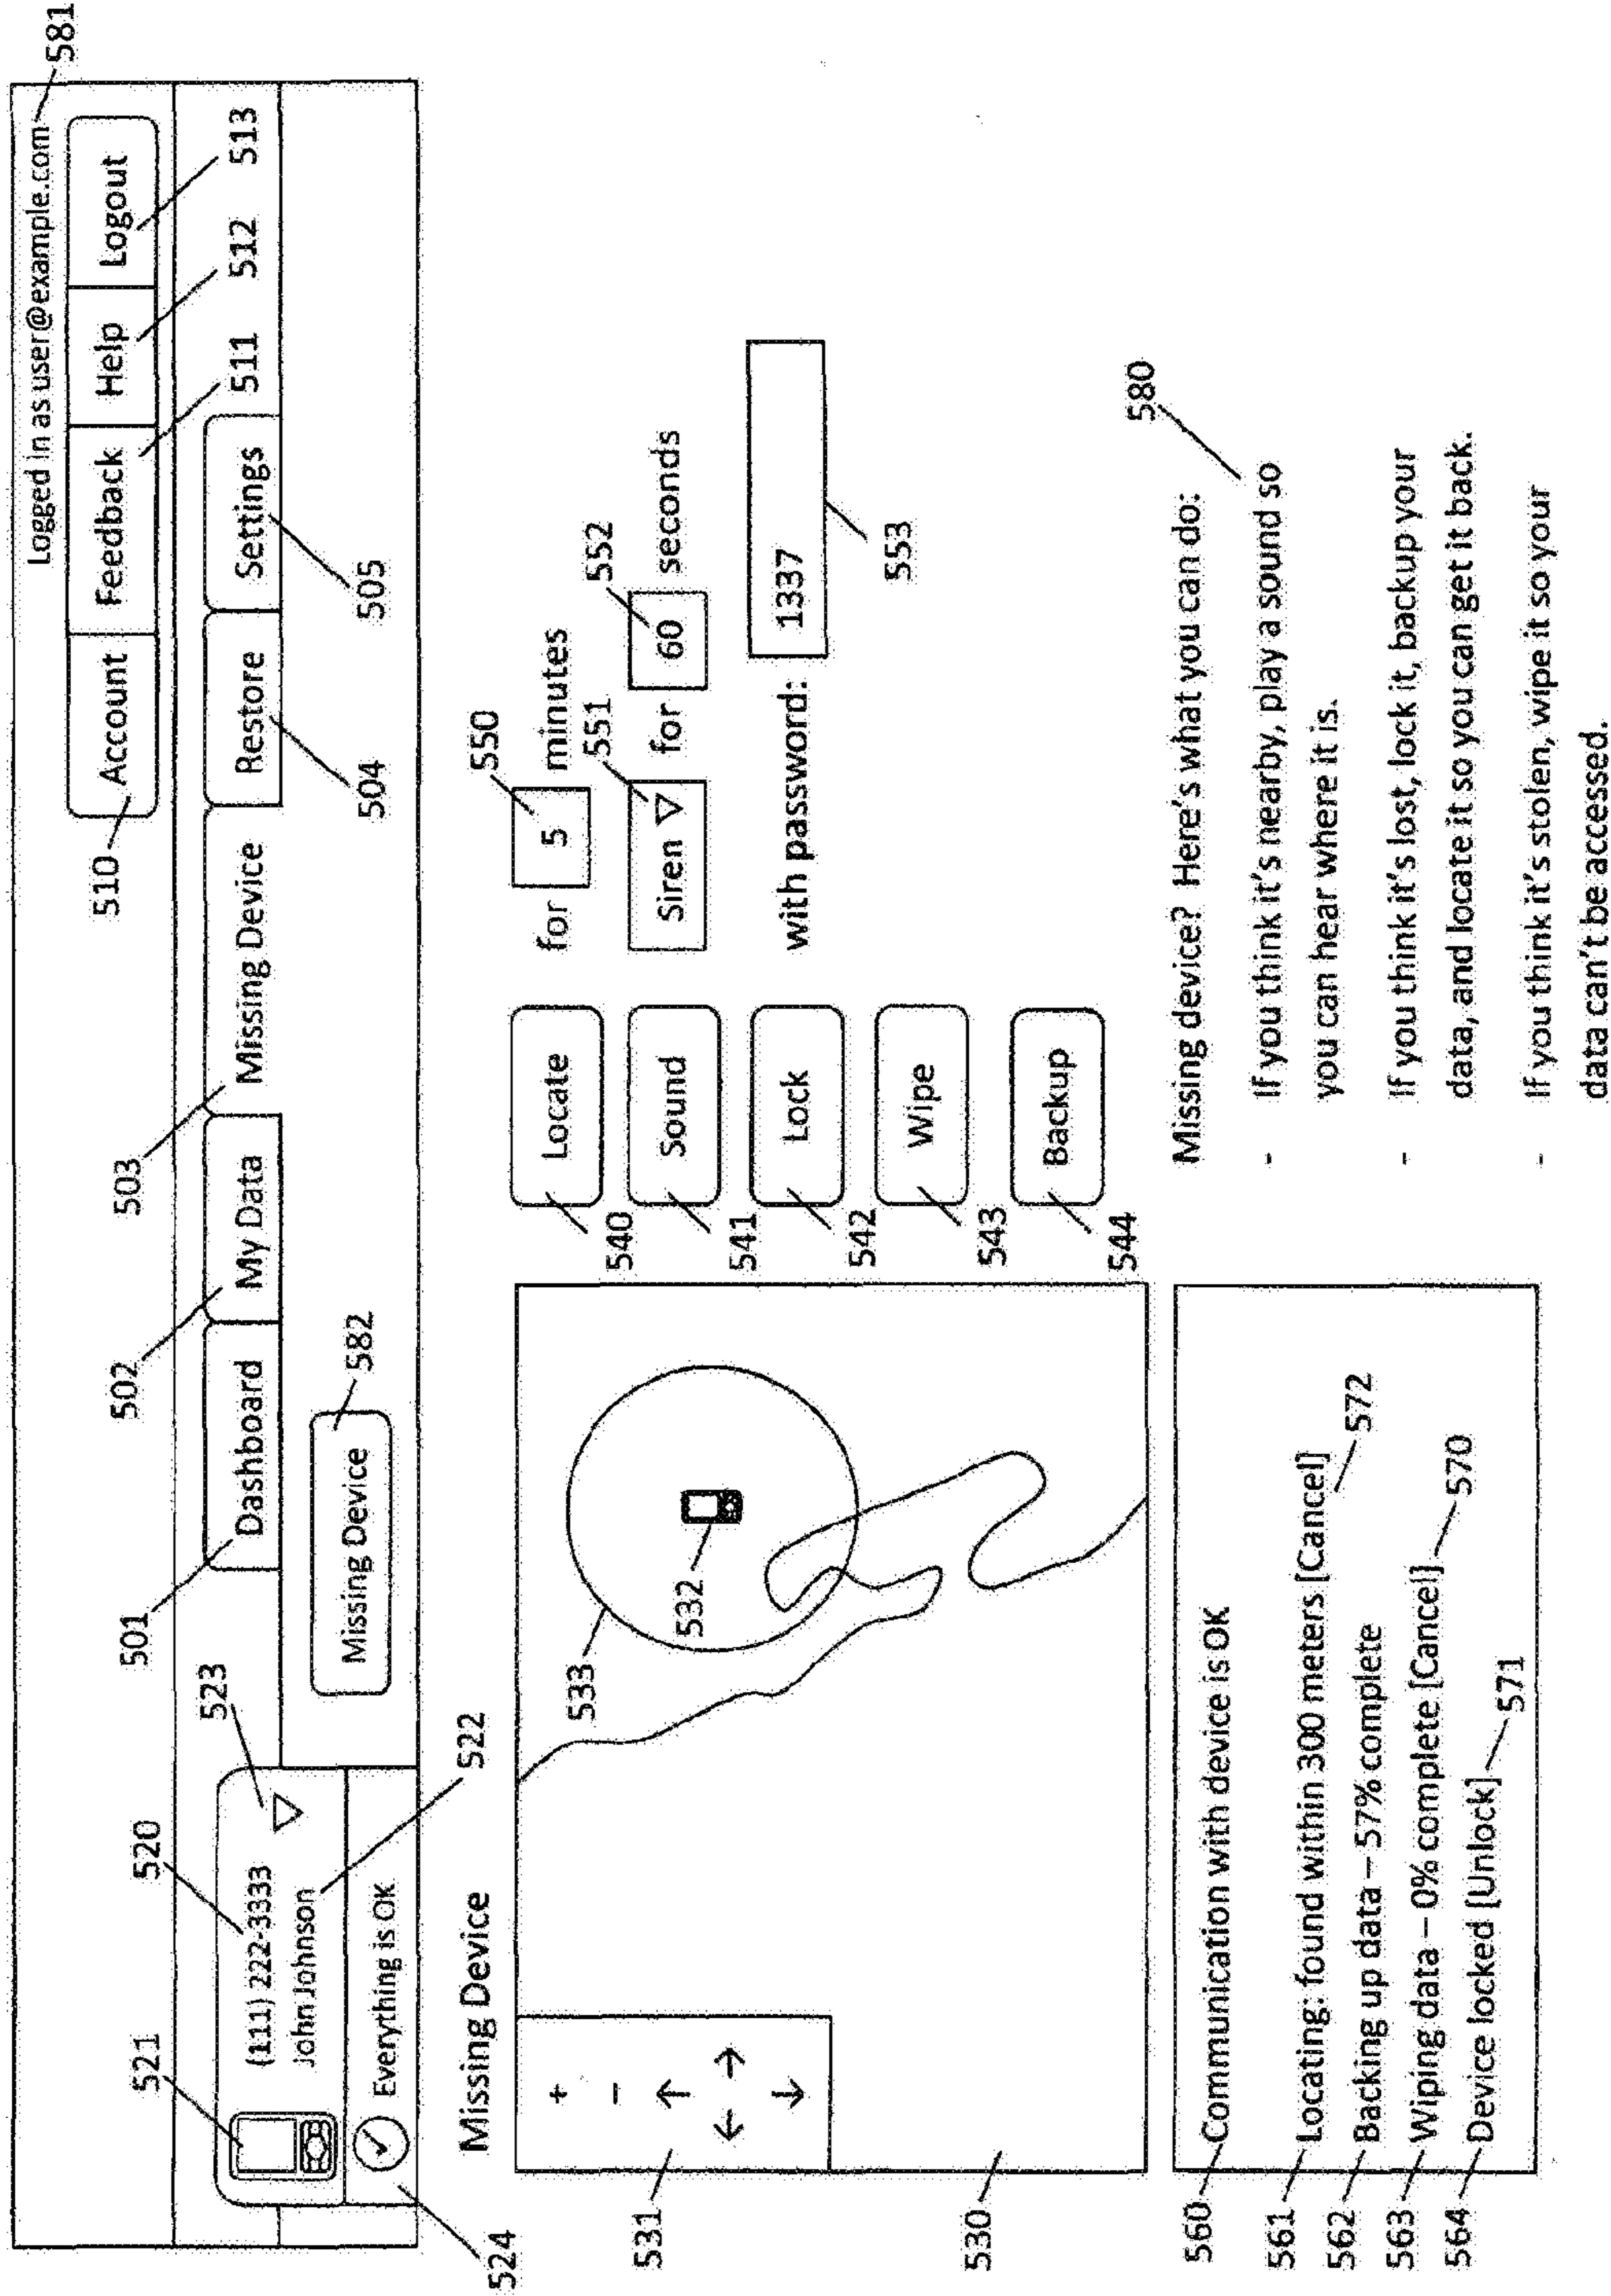 Logged in as user@example.com 581
Account Feedback Help Logout
510 511 512 513
501 502 503 504 505
Dashboard My Data Missing Device Restore Settings
521 520 523
(111) 222-3333
John Johnson
522
Everything is OK
524
Missing Device 582
Missing Device
531
+
-
↑
← →
↓
530
533
532
540 Locate for 5 minutes 550
541 Sound Siren ▽ for 60 seconds 551 552
542 Lock with password: 1337 553
543 Wipe
544 Backup
560 Communication with device is OK
561 Locating: found within 300 meters [Cancel] 572
562 Backing up data – 57% complete
563 Wiping data – 0% complete [Cancel] 570
564 Device locked [Unlock] 571
Missing device? Here's what you can do: 580
- If you think it's nearby, play a sound so
you can hear where it is.
- If you think it's lost, lock it, backup your
data, and locate it so you can get it back.
- If you think it's stolen, wipe it so your
data can't be accessed.